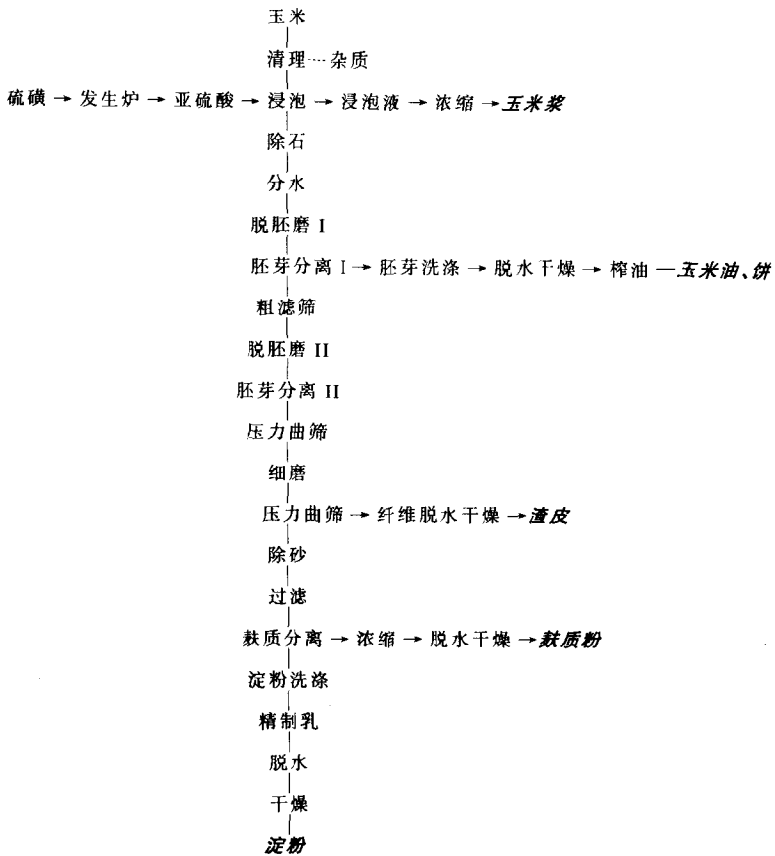 玉米
清理…杂质
硫磺→发生炉→亚硫酸→浸泡→浸泡液→浓缩→玉米浆
除石
分水
脱胚磨 I
胚芽分离 I→胚芽洗涤→脱水干燥→榨油—玉米油、饼
粗滤筛
脱胚磨 II
胚芽分离 II
压力曲筛
细磨
压力曲筛→纤维脱水干燥→渣皮
除砂
过滤
麸质分离→浓缩→脱水干燥→麸质粉
淀粉洗涤
精制乳
脱水
干燥
淀粉